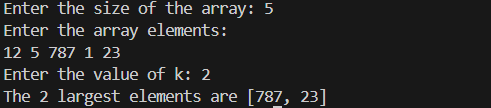 Enter the size of the array: 5
Enter the array elements:
12 5 787 1 23
Enter the value of k: 2
The 2 largest elements are [787, 23]